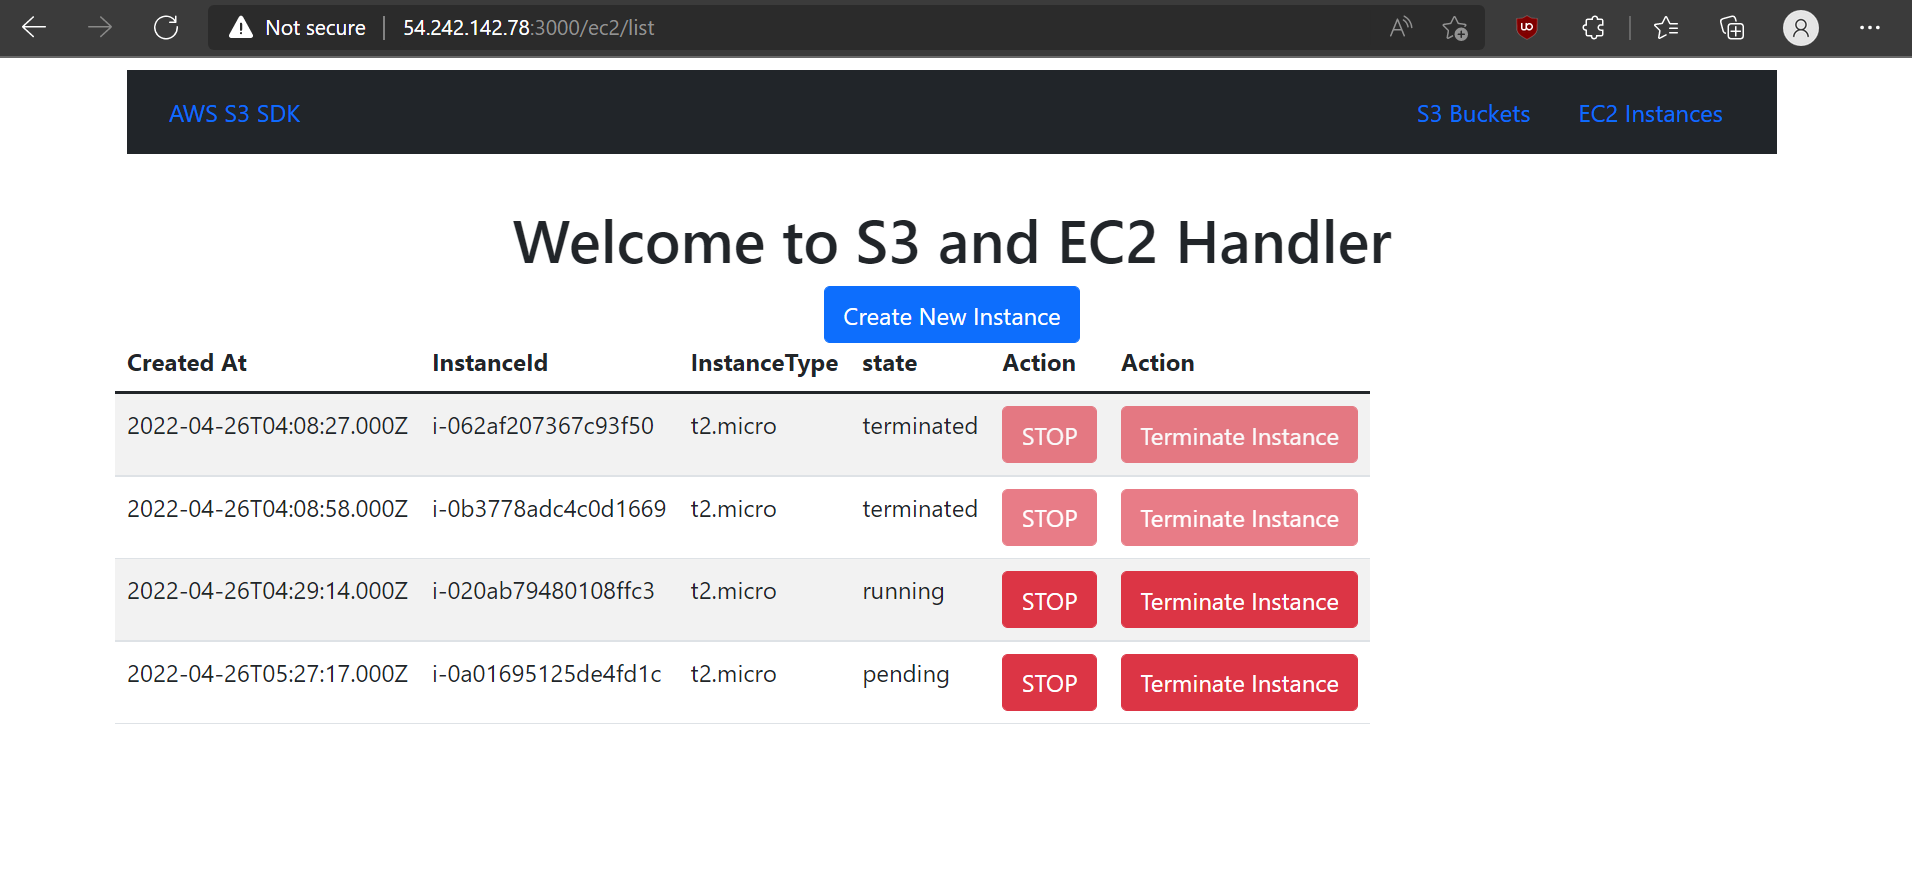 Not secure | 54.242.142.78:3000/ec2/list
AWS S3 SDK S3 Buckets EC2 Instances
Welcome to S3 and EC2 Handler
Create New Instance
Created At InstanceId InstanceType state Action Action
2022-04-26T04:08:27.000Z i-062af207367c93f50 t2.micro terminated STOP Terminate Instance
2022-04-26T04:08:58.000Z i-0b3778adc4c0d1669 t2.micro terminated STOP Terminate Instance
2022-04-26T04:29:14.000Z i-020ab79480108ffc3 t2.micro running STOP Terminate Instance
2022-04-26T05:27:17.000Z i-0a01695125de4fd1c t2.micro pending STOP Terminate Instance